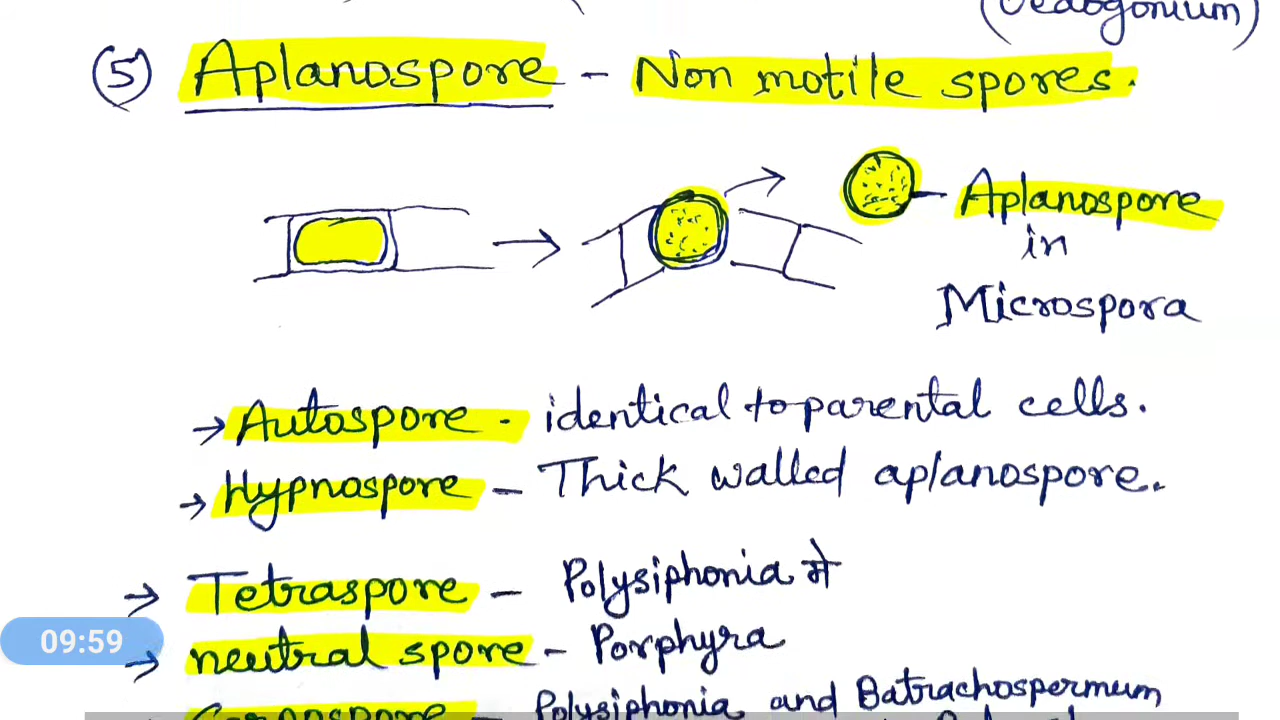 (Oedogonium)
(5) Aplanospore - Non motile spores.
Aplanospore
in
Microspora
→ Autospore - identical to parental cells.
→ Hypnospore - Thick walled aplanospore.
→ Tetraspore - Polysiphonia में
09:59
→ neutral spore - Porphyra
Polysiphonia and Batrachospermum